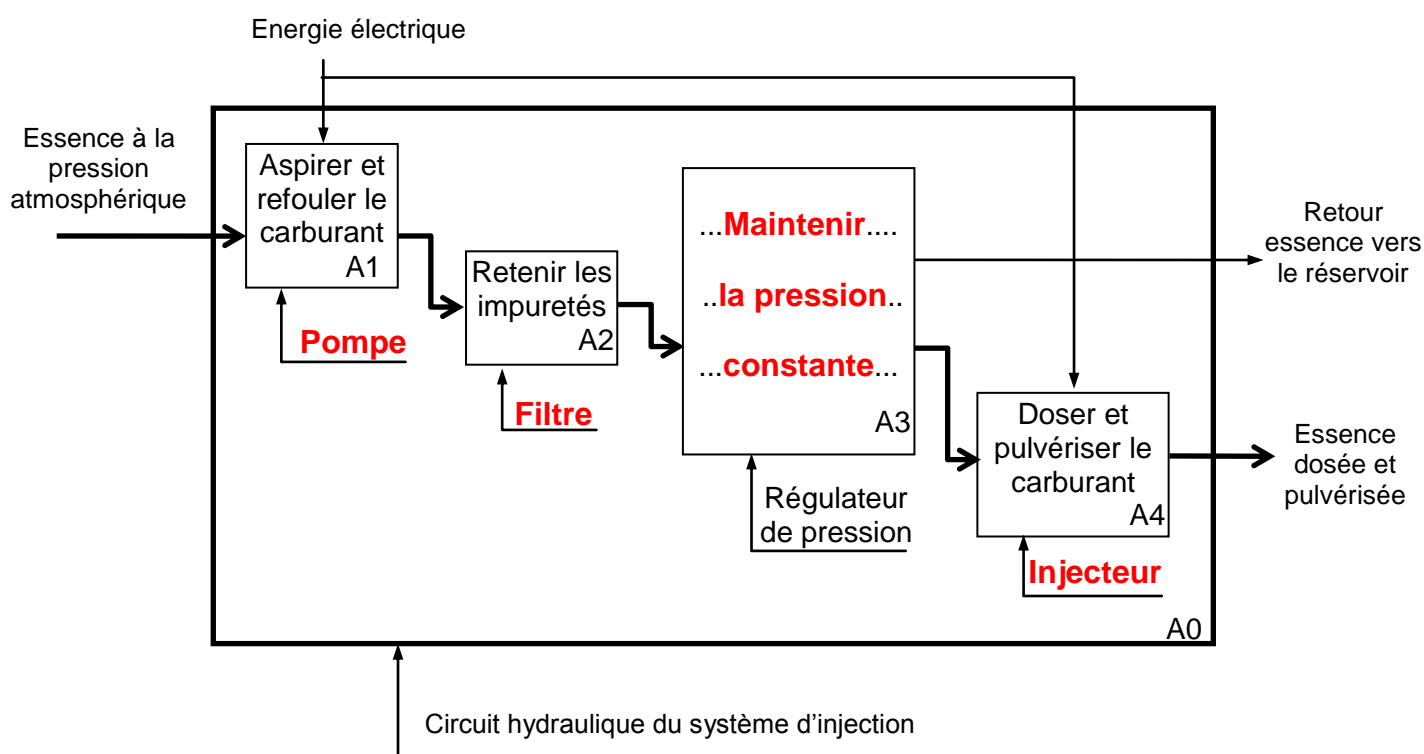 Energie électrique
Essence à la
pression
atmosphérique
Aspirer et
refouler le
carburant
A1
Pompe
Retenir les
impuretés
A2
Filtre
...Maintenir....
..la pression..
...constante...
A3
Régulateur
de pression
Doser et
pulvériser le
carburant
A4
Injecteur
Retour
essence vers
le réservoir
Essence
dosée et
pulvérisée
A0
Circuit hydraulique du système d’injection